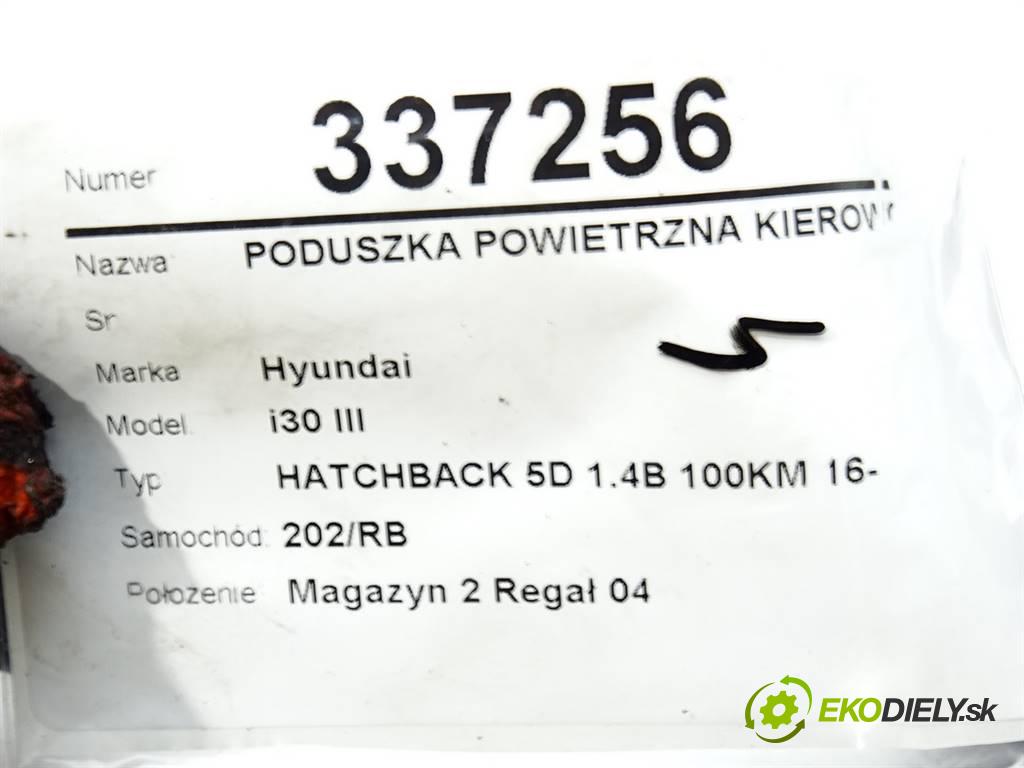 Numer 337256
Nazwa PODUSZKA POWIETRZNA
Sr
Marka Hyundai
Model i30 III
Typ HATCHBACK 5D 1.4B 100KM 16-
Samochód: 202/RB
Położenie: Magazyn 2 Regał 04
EKODIELY.sk